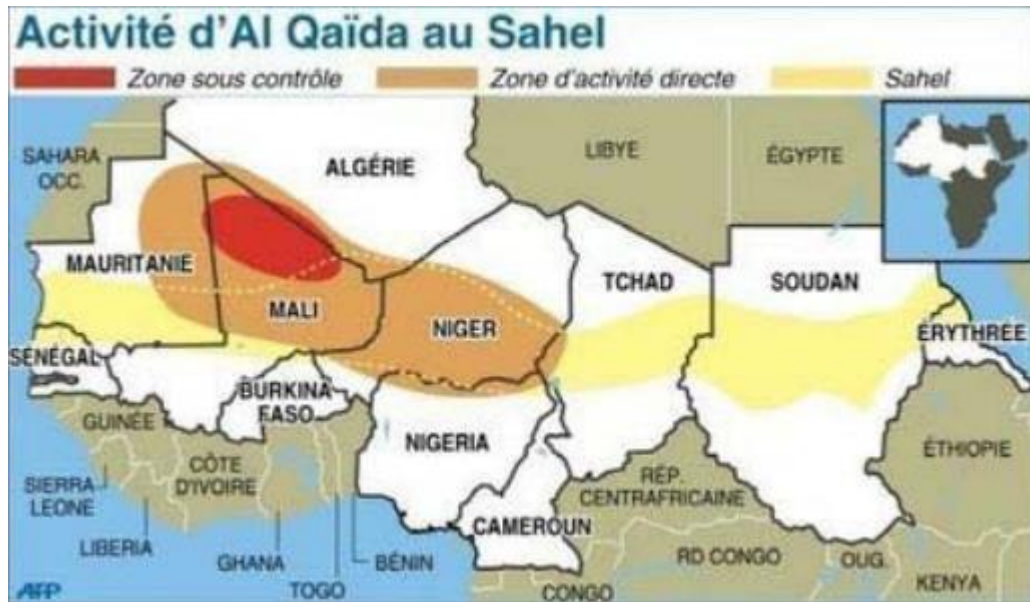 Activité d'Al Qaïda au Sahel
Zone sous contrôle
Zone d'activité directe
Sahel
SAHARA
OCC.
ALGÉRIE
LIBYE
ÉGYPTE
MAURITANIE
MALI
NIGER
TCHAD
SOUDAN
ÉRYTHRÉE
SÉNÉGAL
BURKINA
FASO
NIGERIA
GUINÉE
CÔTE
D'IVOIRE
SIERRA
LEONE
LIBERIA
GHANA
TOGO
BÉNIN
CAMEROUN
RÉP.
CENTRAFRICAINE
ÉTHIOPIE
RD CONGO
OUG.
KENYA
CONGO
AFP